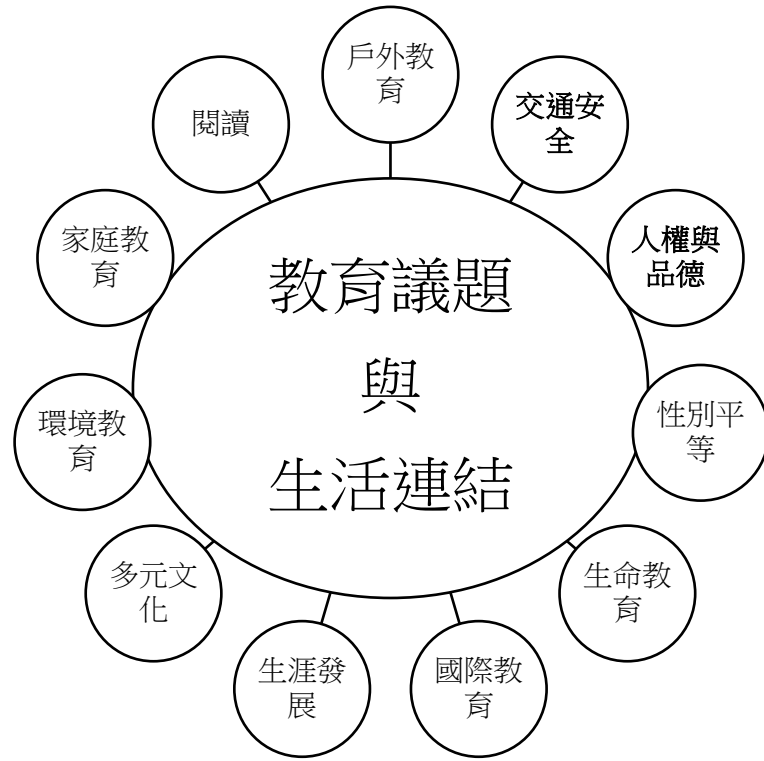 戶外教
育
交通安
全
人權與
品德
性別平
等
生命教
育
國際教
育
生涯發
展
多元文
化
環境教
育
家庭教
育
閱讀
教育議題
與
生活連結